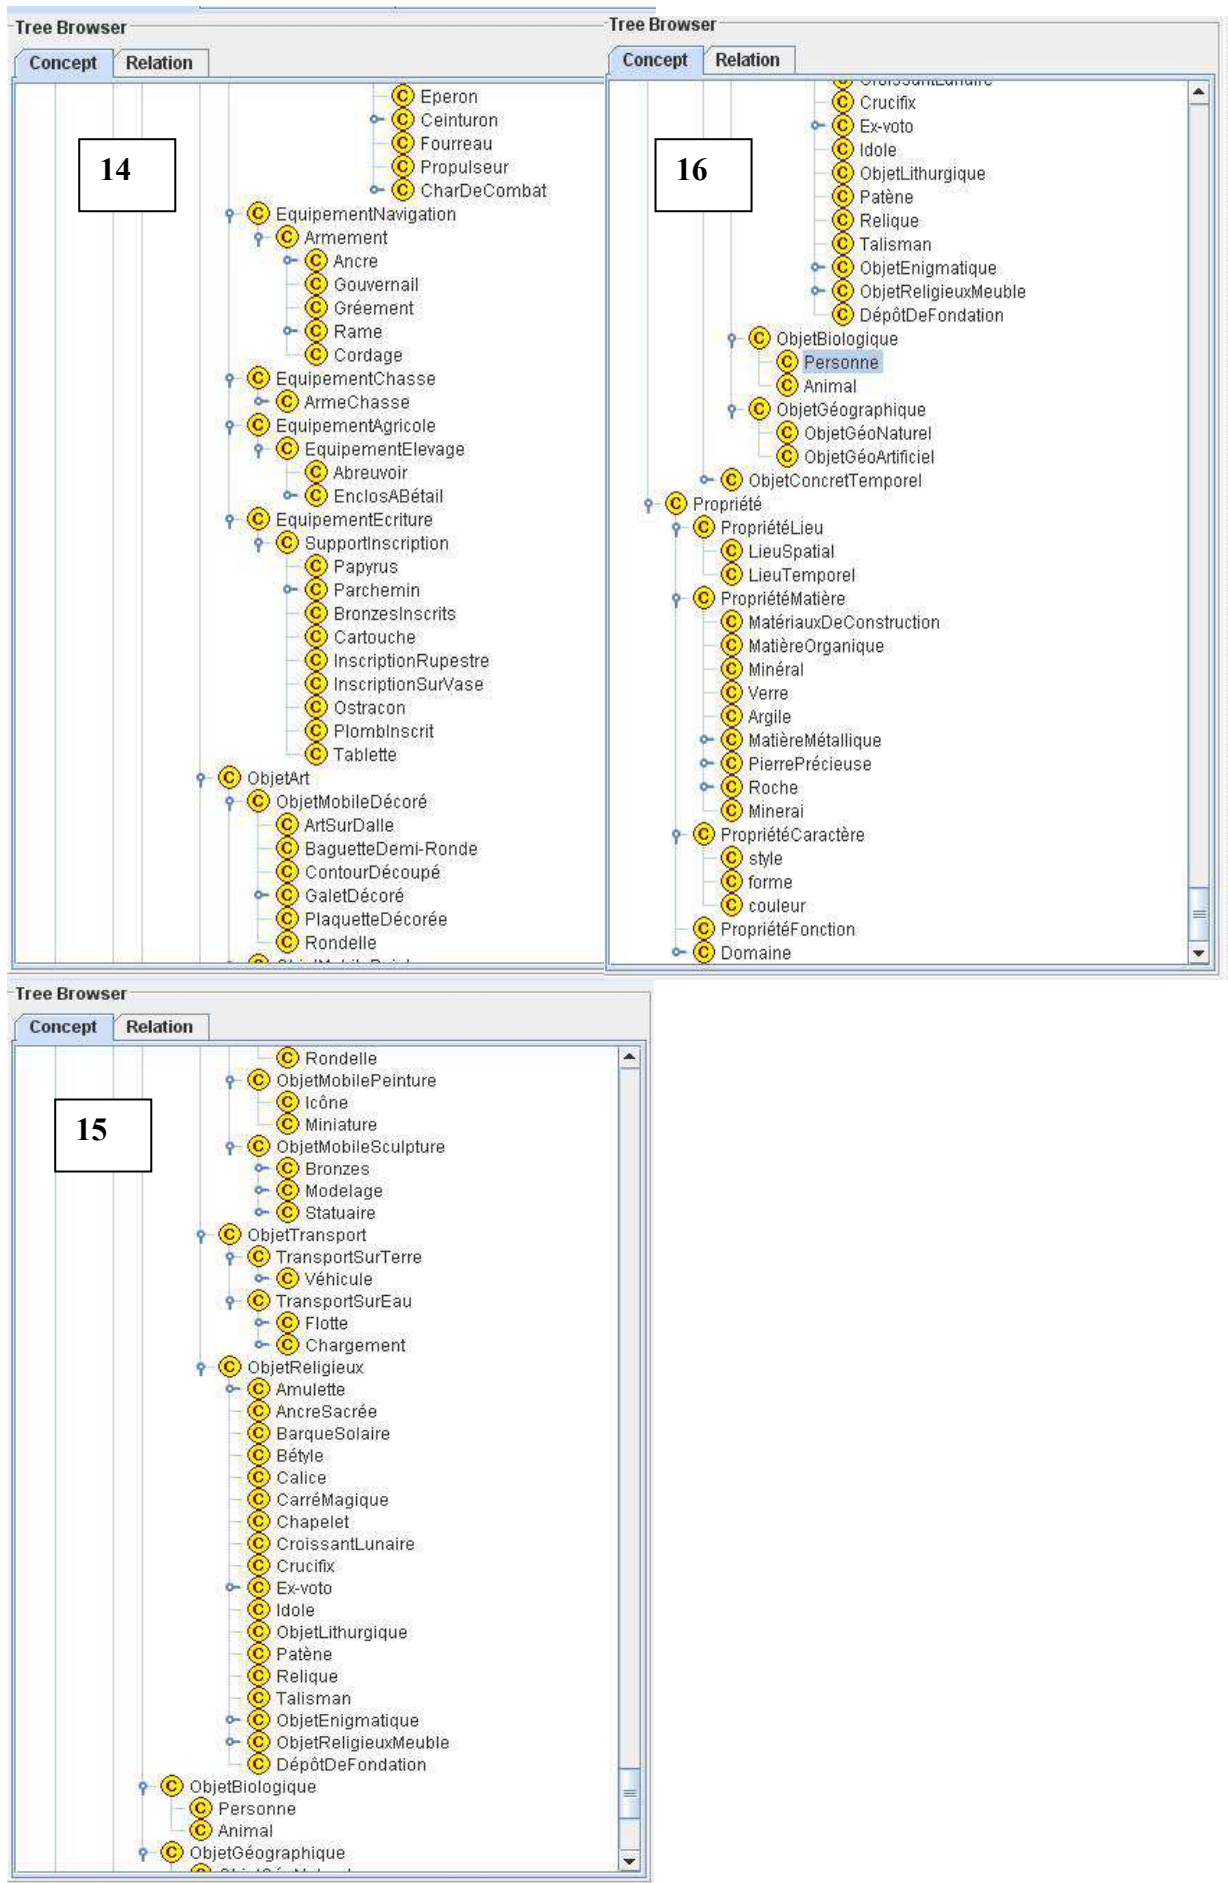 Tree Browser
Concept Relation
14
Eperon
Ceinturon
Fourreau
Propulseur
CharDeCombat
EquipementNavigation
Armement
Ancre
Gouvernail
Gréement
Rame
Cordage
EquipementChasse
ArmeChasse
EquipementAgricole
EquipementElevage
Abreuvoir
EnclosABétail
EquipementEcriture
SupportInscription
Papyrus
Parchemin
BronzesInscrits
Cartouche
InscriptionRupestre
InscriptionSurVase
Ostracon
PlombInscrit
Tablette
ObjetArt
ObjetMobileDécoré
ArtSurDalle
BaguetteDemi-Ronde
ContourDécoupé
GaletDécoré
PlaquetteDécorée
Rondelle
Tree Browser
Concept Relation
16
CroissantLunaire
Crucifix
Ex-voto
Idole
ObjetLithurgique
Patène
Relique
Talisman
ObjetEnigmatique
ObjetReligieuxMeuble
DépôtDeFondation
ObjetBiologique
Personne
Animal
ObjetGéographique
ObjetGéoNaturel
ObjetGéoArtificiel
ObjetConcretTemporel
Propriété
PropriétéLieu
LieuSpatial
LieuTemporel
PropriétéMatière
MatériauxDeConstruction
MatièreOrganique
Minéral
Verre
Argile
MatièreMétallique
PierrePrécieuse
Roche
Minerai
PropriétéCaractère
style
forme
couleur
PropriétéFonction
Domaine
Tree Browser
Concept Relation
15
Rondelle
ObjetMobilePeinture
Icône
Miniature
ObjetMobileSculpture
Bronzes
Modelage
Statuaire
ObjetTransport
TransportSurTerre
Véhicule
TransportSurEau
Flotte
Chargement
ObjetReligieux
Amulette
AncreSacrée
BarqueSolaire
Bétyle
Calice
CarréMagique
Chapelet
CroissantLunaire
Crucifix
Ex-voto
Idole
ObjetLithurgique
Patène
Relique
Talisman
ObjetEnigmatique
ObjetReligieuxMeuble
DépôtDeFondation
ObjetBiologique
Personne
Animal
ObjetGéographique